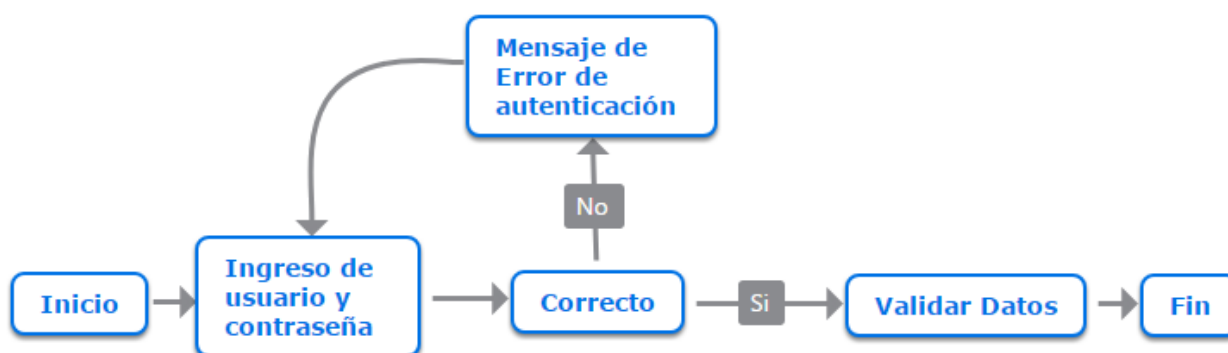 Mensaje de
Error de
autenticación
No
Inicio
Ingreso de
usuario y
contraseña
Correcto
Si
Validar Datos
Fin